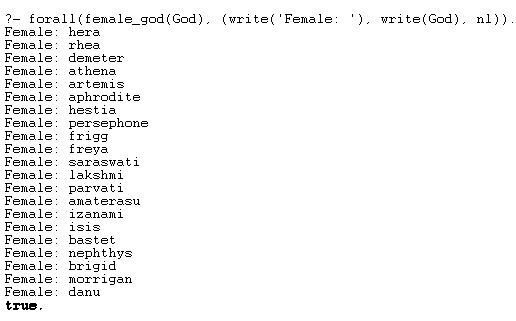 ?- forall(female_god(God), (write('Female: '), write(God), nl)).
Female: hera
Female: rhea
Female: demeter
Female: athena
Female: artemis
Female: aphrodite
Female: hestia
Female: persephone
Female: frigg
Female: freya
Female: saraswati
Female: lakshmi
Female: parvati
Female: amaterasu
Female: izanami
Female: isis
Female: bastet
Female: nephthys
Female: brigid
Female: morrigan
Female: danu
true.